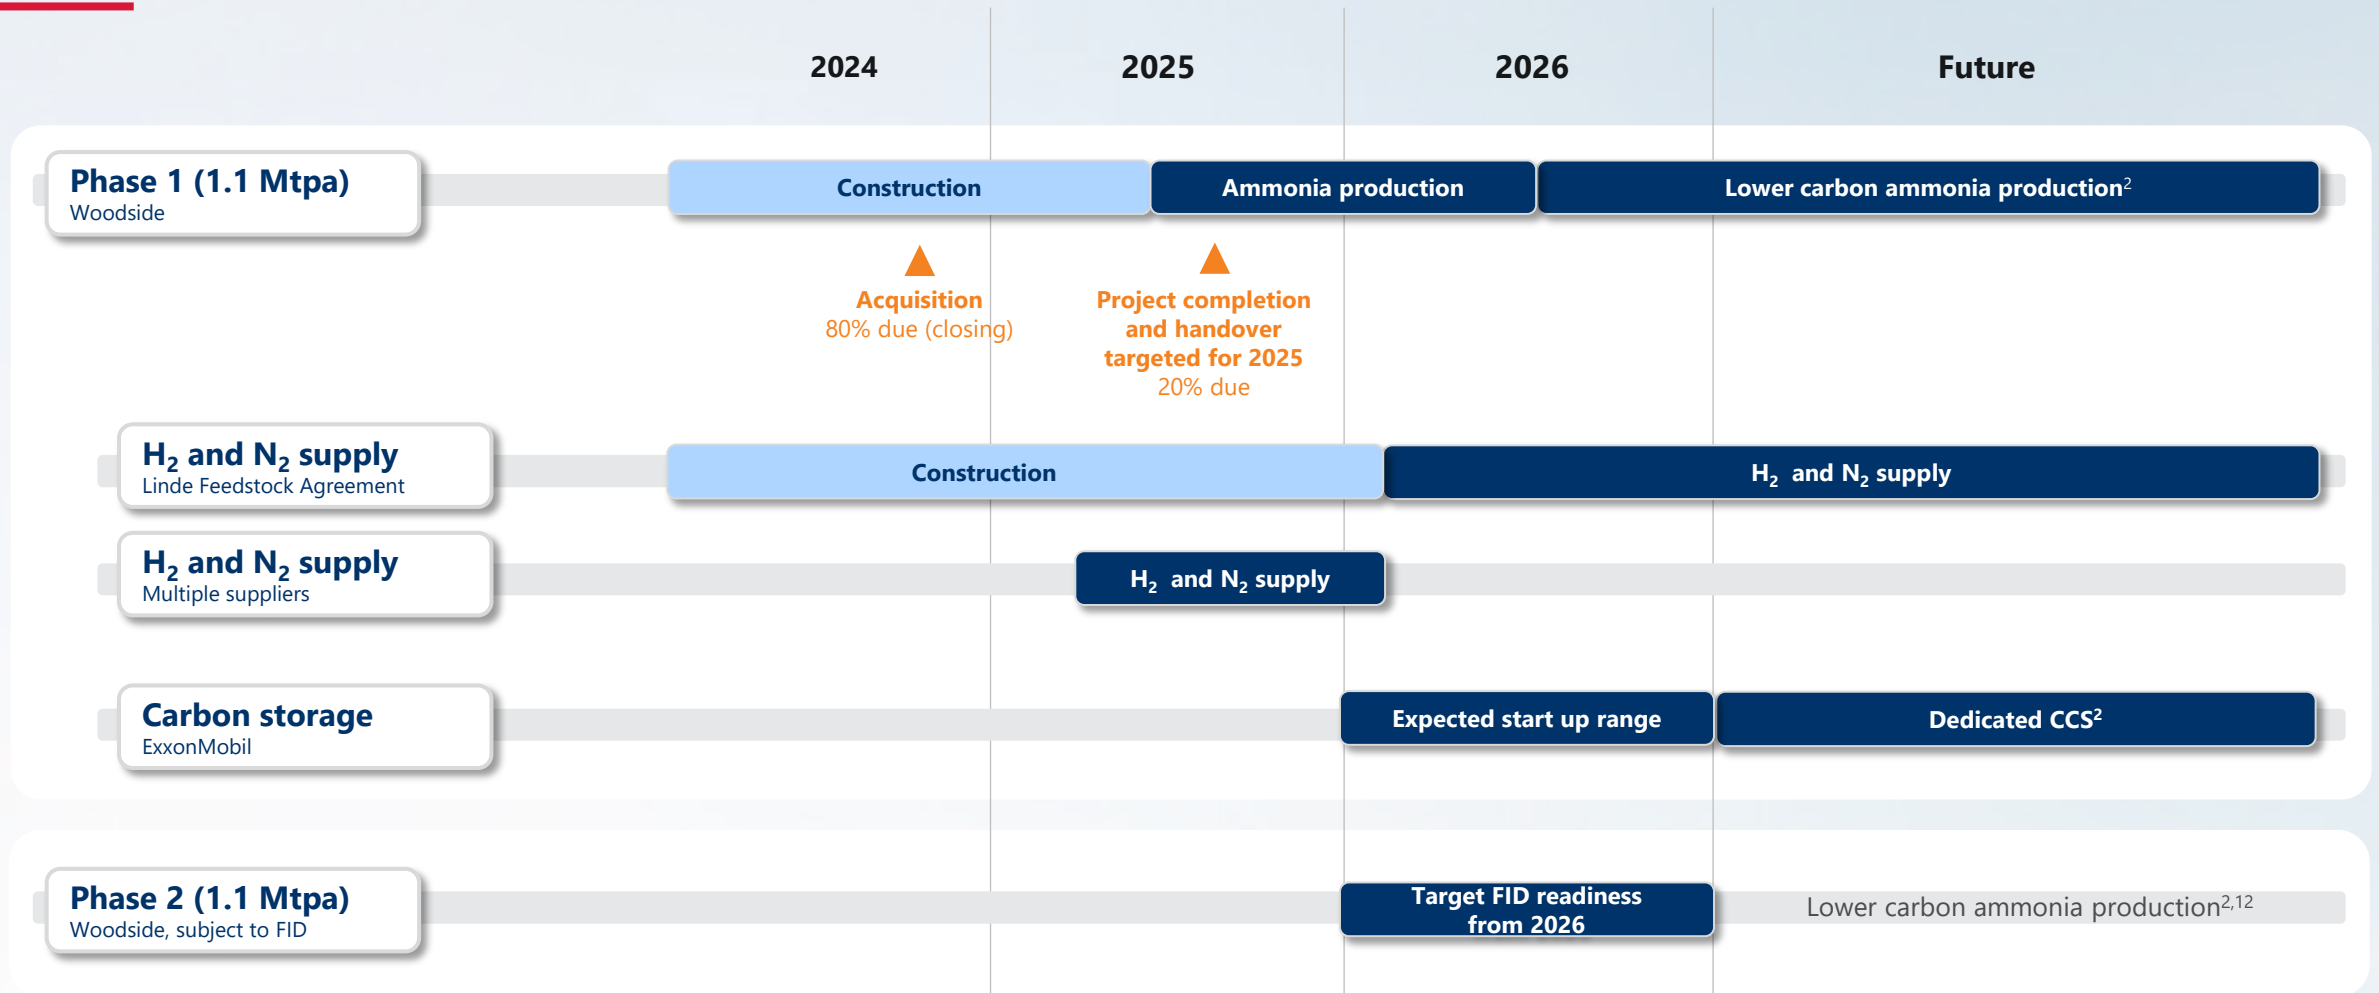 2024 2025 2026 Future
Phase 1 (1.1 Mtpa)
Woodside
Construction Ammonia production Lower carbon ammonia production²
Acquisition
80% due (closing)
Project completion
and handover
targeted for 2025
20% due
H₂ and N₂ supply
Linde Feedstock Agreement
Construction H₂ and N₂ supply
H₂ and N₂ supply
Multiple suppliers
H₂ and N₂ supply
Carbon storage
ExxonMobil
Expected start up range Dedicated CCS²
Phase 2 (1.1 Mtpa)
Woodside, subject to FID
Target FID readiness
from 2026
Lower carbon ammonia production²,¹²